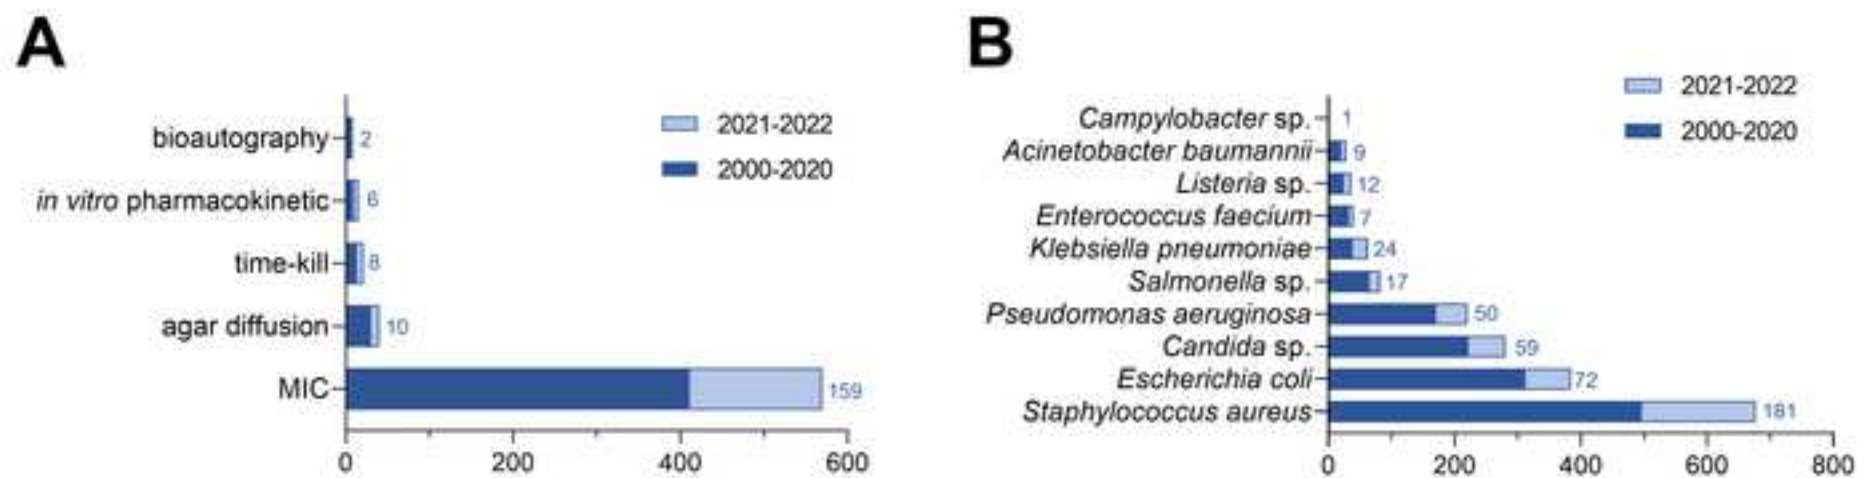 A
bioautography
2
in vitro pharmacokinetic
6
time-kill
8
agar diffusion
10
MIC
159
0 200 400 600
2021-2022
2000-2020
B
Campylobacter sp.
1
Acinetobacter baumannii
9
Listeria sp.
12
Enterococcus faecium
7
Klebsiella pneumoniae
24
Salmonella sp.
17
Pseudomonas aeruginosa
50
Candida sp.
59
Escherichia coli
72
Staphylococcus aureus
181
0 200 400 600 800
2021-2022
2000-2020